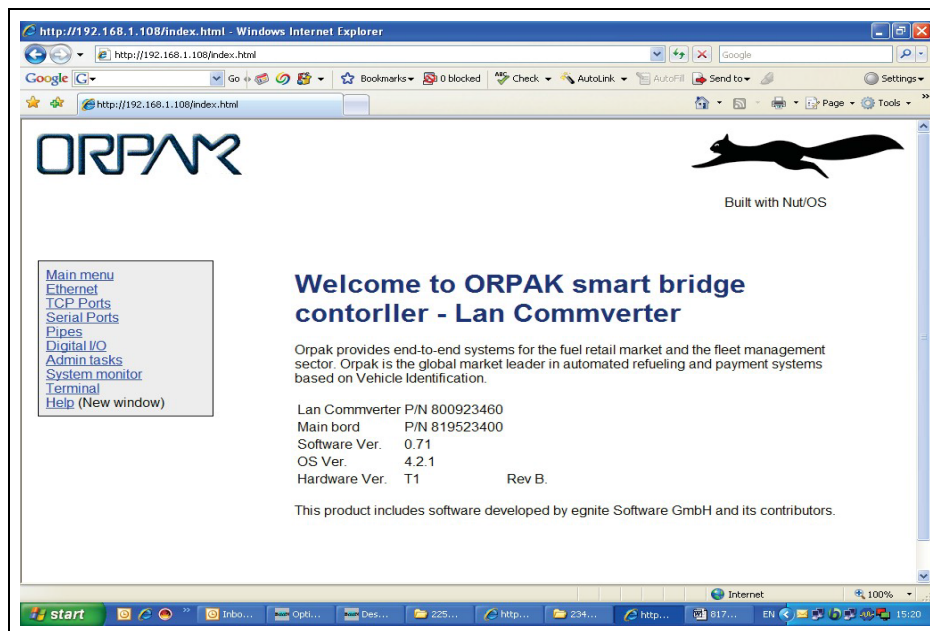 http://192.168.1.108/index.html - Windows Internet Explorer
http://192.168.1.108/index.html
Google
Google G
Go
Bookmarks
0 blocked
ABC Check
AutoLink
AutoFill
Send to
Settings
http://192.168.1.108/index.html
Page
Tools
»
ORPAK
Built with Nut/OS
Main menu
Ethernet
TCP Ports
Serial Ports
Pipes
Digital I/O
Admin tasks
System monitor
Terminal
Help (New window)
Welcome to ORPAK smart bridge
contorller - Lan Commverter
Orpak provides end-to-end systems for the fuel retail market and the fleet management
sector. Orpak is the global market leader in automated refueling and payment systems
based on Vehicle Identification.
Lan Commverter P/N 800923460
Main bord P/N 819523400
Software Ver. 0.71
OS Ver. 4.2.1
Hardware Ver. T1 Rev B.
This product includes software developed by egnite Software GmbH and its contributors.
Internet
100%
start
»
Inbo...
Opti...
Des...
225...
http...
234...
http...
817...
EN
15:20